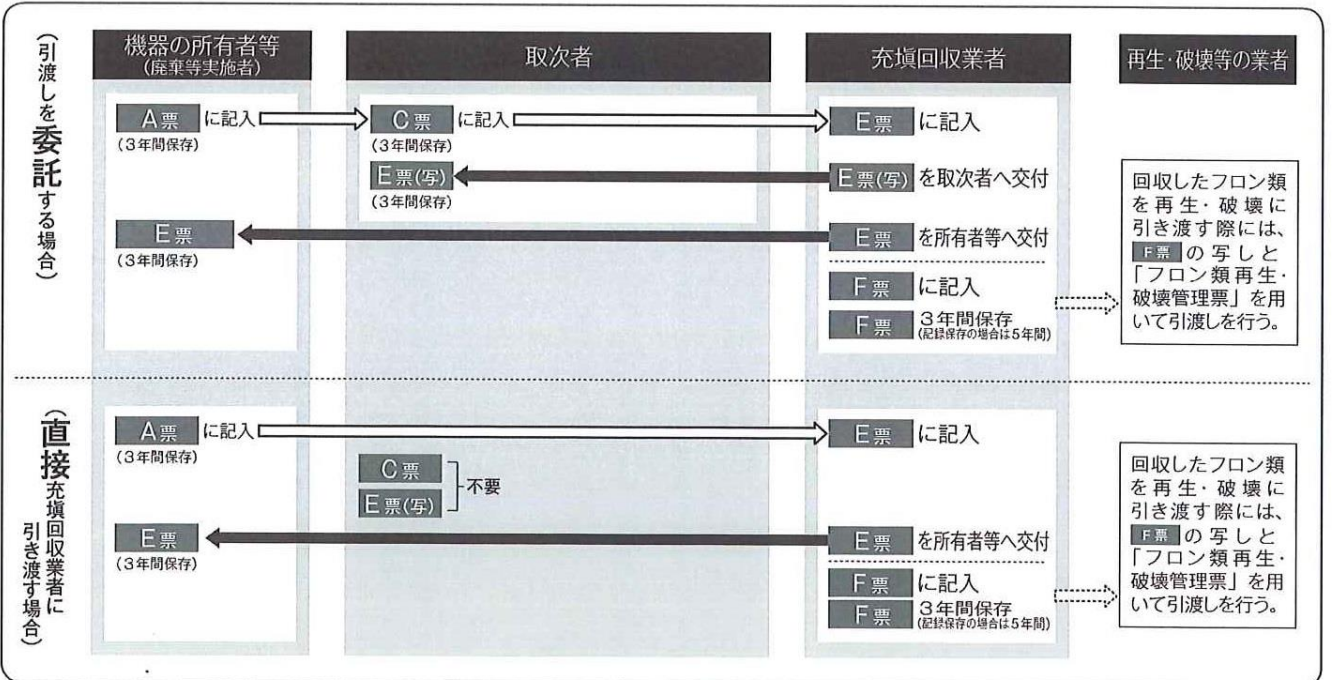 機器の所有者等
(廃棄等実施者)
取次者
充塡回収業者
再生・破壊等の業者
(引渡しを委託する場合)
A票 に記入
(3年間保存)
C票 に記入
(3年間保存)
E票 に記入
E票(写)
(3年間保存)
E票(写) を取次者へ交付
E票
(3年間保存)
E票 を所有者等へ交付
F票 に記入
F票 3年間保存
(記録保存の場合は5年間)
回収したフロン類
を再生・破壊に
引き渡す際には、
F票 の写しと
「フロン類再生・
破壊管理票」を用
いて引渡しを行う。
(直接充塡回収業者に
引き渡す場合)
A票 に記入
(3年間保存)
E票 に記入
C票
E票(写)
不要
E票
(3年間保存)
E票 を所有者等へ交付
F票 に記入
F票 3年間保存
(記録保存の場合は5年間)
回収したフロン類
を再生・破壊に
引き渡す際には、
F票 の写しと
「フロン類再生・
破壊管理票」を用
いて引渡しを行う。